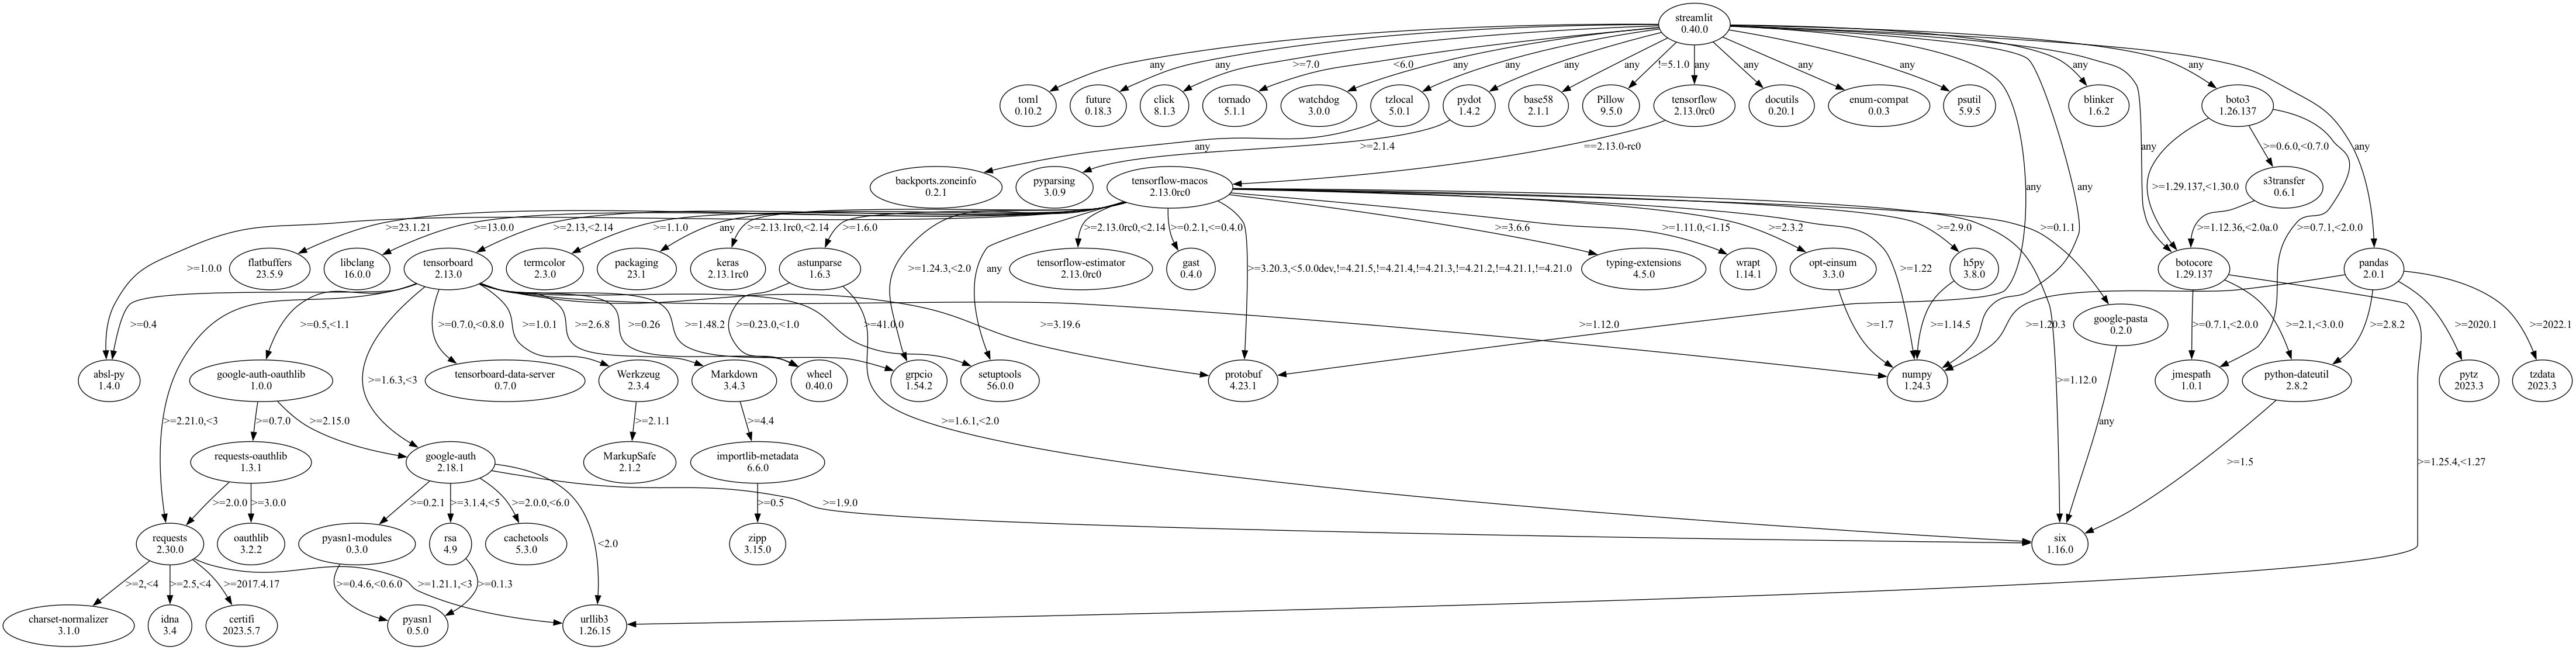 streamlit
0.40.0
any
any
>=7.0
<6.0
any
any
any
any
!=5.1.0
any
any
any
any
any
any
toml
0.10.2
future
0.18.3
click
8.1.3
tornado
5.1.1
watchdog
3.0.0
tzlocal
5.0.1
pydot
1.4.2
base58
2.1.1
Pillow
9.5.0
tensorflow
2.13.0rc0
docutils
0.20.1
enum-compat
0.0.3
psutil
5.9.5
blinker
1.6.2
boto3
1.26.137
any
>=2.1.4
==2.13.0-rc0
any
>=0.6.0,<0.7.0
any
backports.zoneinfo
0.2.1
pyparsing
3.0.9
tensorflow-macos
2.13.0rc0
any
any
>=1.29.137,<1.30.0
s3transfer
0.6.1
>=23.1.21
>=13.0.0
>=2.13,<2.14
>=1.1.0
any
>=2.13.1rc0,<2.14
>=1.6.0
>=2.13.0rc0,<2.14
>=0.2.1,<=0.4.0
>=3.6.6
>=1.11.0,<1.15
>=2.3.2
>=2.9.0
>=0.1.1
>=1.12.36,<2.0a.0
>=0.7.1,<2.0.0
>=1.0.0
flatbuffers
23.5.9
libclang
16.0.0
tensorboard
2.13.0
termcolor
2.3.0
packaging
23.1
keras
2.13.1rc0
astunparse
1.6.3
>=1.24.3,<2.0
any
tensorflow-estimator
2.13.0rc0
gast
0.4.0
>=3.20.3,<5.0.0dev,!=4.21.5,!=4.21.4,!=4.21.3,!=4.21.2,!=4.21.1,!=4.21.0
typing-extensions
4.5.0
wrapt
1.14.1
opt-einsum
3.3.0
>=1.22
h5py
3.8.0
botocore
1.29.137
pandas
2.0.1
>=0.4
>=0.5,<1.1
>=0.7.0,<0.8.0
>=1.0.1
>=2.6.8
>=0.26
>=1.48.2
>=0.23.0,<1.0
>=41.0.0
>=3.19.6
>=1.12.0
>=1.7
>=1.14.5
>=1.20.3
google-pasta
0.2.0
>=0.7.1,<2.0.0
>=2.1,<3.0.0
>=2.8.2
>=2020.1
>=2022.1
absl-py
1.4.0
google-auth-oauthlib
1.0.0
>=1.6.3,<3
tensorboard-data-server
0.7.0
Werkzeug
2.3.4
Markdown
3.4.3
wheel
0.40.0
grpcio
1.54.2
setuptools
56.0.0
protobuf
4.23.1
numpy
1.24.3
>=1.12.0
jmespath
1.0.1
python-dateutil
2.8.2
pytz
2023.3
tzdata
2023.3
>=2.21.0,<3
>=0.7.0
>=2.15.0
>=2.1.1
>=4.4
>=1.6.1,<2.0
any
requests-oauthlib
1.3.1
google-auth
2.18.1
MarkupSafe
2.1.2
importlib-metadata
6.6.0
>=1.5
>=1.25.4,<1.27
>=2.0.0
>=3.0.0
>=0.2.1
>=3.1.4,<5
>=2.0.0,<6.0
>=0.5
>=1.9.0
requests
2.30.0
oauthlib
3.2.2
pyasn1-modules
0.3.0
rsa
4.9
cachetools
5.3.0
<2.0
zipp
3.15.0
six
1.16.0
>=2,<4
>=2.5,<4
>=2017.4.17
>=0.4.6,<0.6.0
>=1.21.1,<3
>=0.1.3
charset-normalizer
3.1.0
idna
3.4
certifi
2023.5.7
pyasn1
0.5.0
urllib3
1.26.15